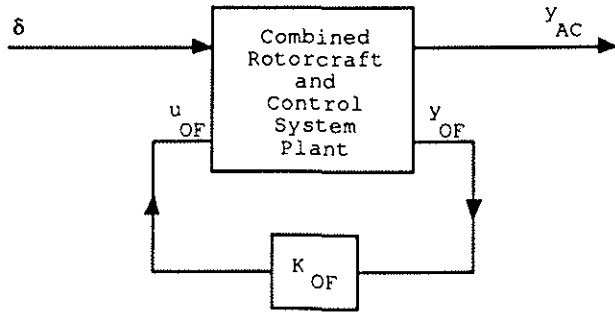 δ
y
AC
Combined
Rotorcraft
and
Control
System
Plant
u
OF
y
OF
K
OF